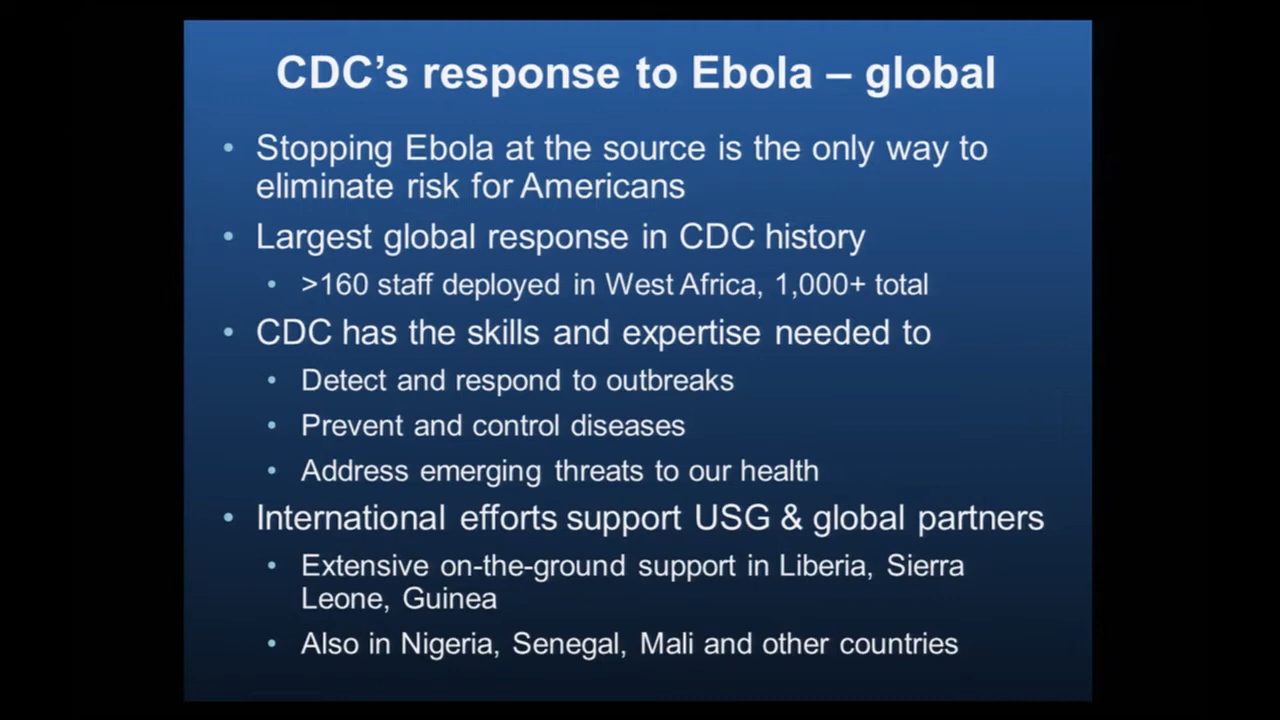 CDC’s response to Ebola – global
• Stopping Ebola at the source is the only way to
eliminate risk for Americans
• Largest global response in CDC history
• >160 staff deployed in West Africa, 1,000+ total
• CDC has the skills and expertise needed to
• Detect and respond to outbreaks
• Prevent and control diseases
• Address emerging threats to our health
• International efforts support USG & global partners
• Extensive on-the-ground support in Liberia, Sierra
Leone, Guinea
• Also in Nigeria, Senegal, Mali and other countries